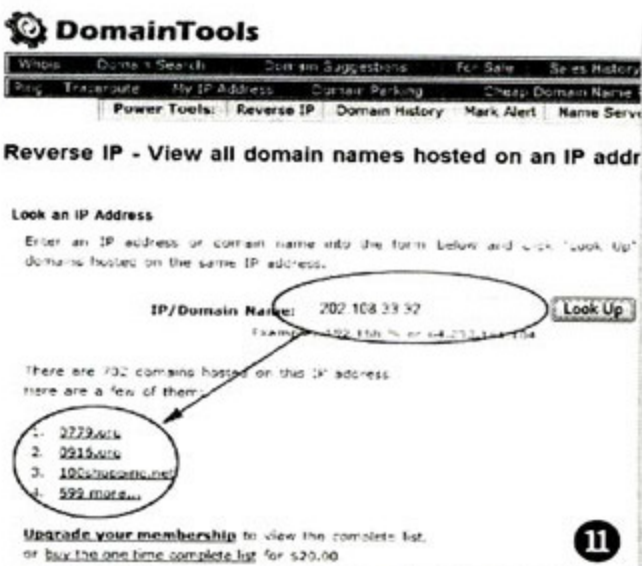 DomainTools
Whois Domain Search Domain Suggestions For Sale Sales History
Ping Traceroute My IP Address Domain Parking Cheap Domain Name
Power Tools: Reverse IP Domain History Mark Alert Name Serve
Reverse IP - View all domain names hosted on an IP addr
Look an IP Address
Enter an IP address or domain name into the form below and click "Look Up"
domains hosted on the same IP address.
IP/Domain Name: 202.108.33.32 Look Up
Example: or
There are 702 domains hosted on this IP address
Here are a few of them:
1. 0779.org
2. 0915.org
3. 100shopping.net
4. 599 more...
Upgrade your membership to view the complete list,
or buy the one time complete list for $20.00
11